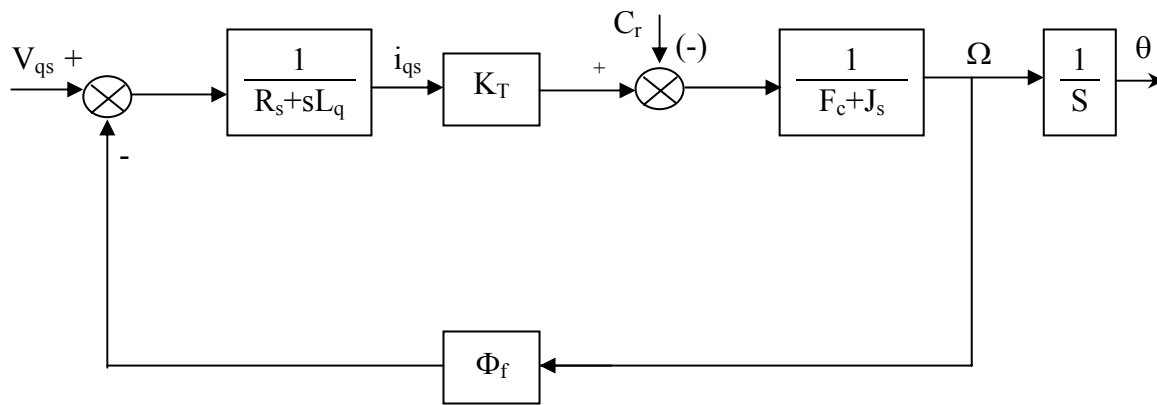 V_qs +
-
1
R_s+sL_q
i_qs
K_T
+
C_r
(-)
1
F_c+J_s
Ω
1
S
θ
Φ_f